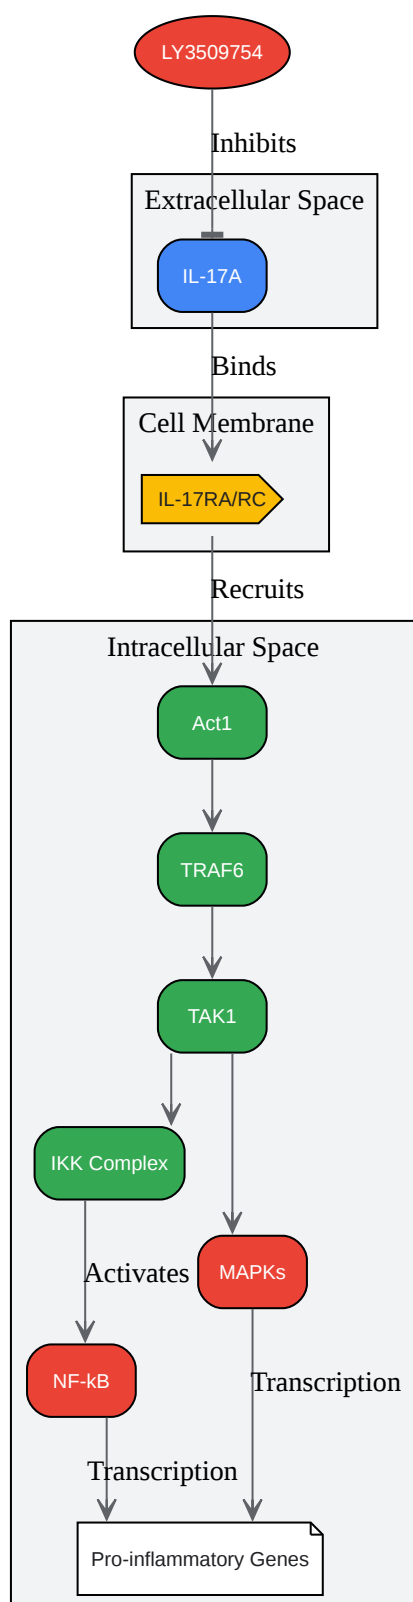 LY3509754
Inhibits
Extracellular Space
IL-17A
Binds
Cell Membrane
IL-17RA/RC
Recruits
Intracellular Space
Act1
TRAF6
TAK1
IKK Complex
Activates
MAPKs
NF-kB
Transcription
Transcription
Pro-inflammatory Genes